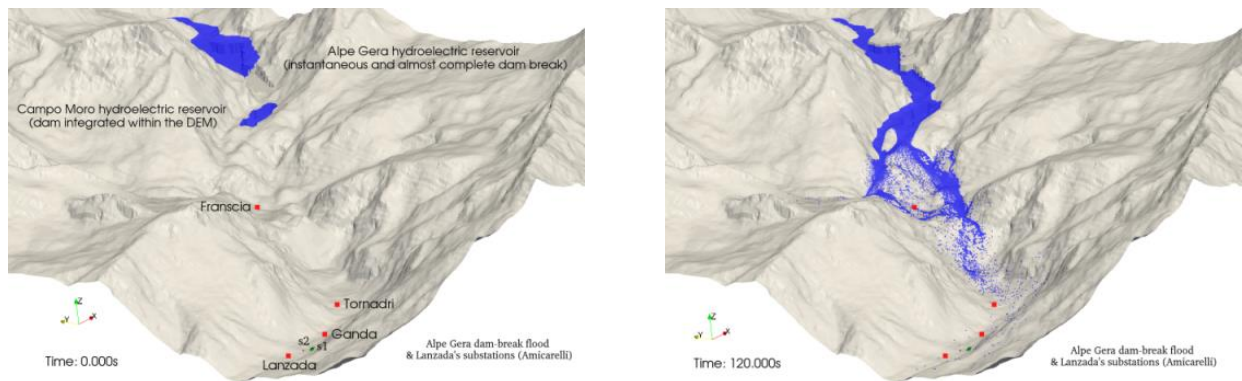 Alpe Gera hydroelectric reservoir
(instantaneous and almost complete dam break)
Campo Moro hydroelectric reservoir
(dam integrated within the DEM)
Franscia
Tornadri
Ganda
s2
s1
Lanzada
Z
Y
X
Time: 0.000s
Alpe Gera dam-break flood
& Lanzada's substations (Amicarelli)
Z
Y
X
Time: 120.000s
Alpe Gera dam-break flood
& Lanzada's substations (Amicarelli)